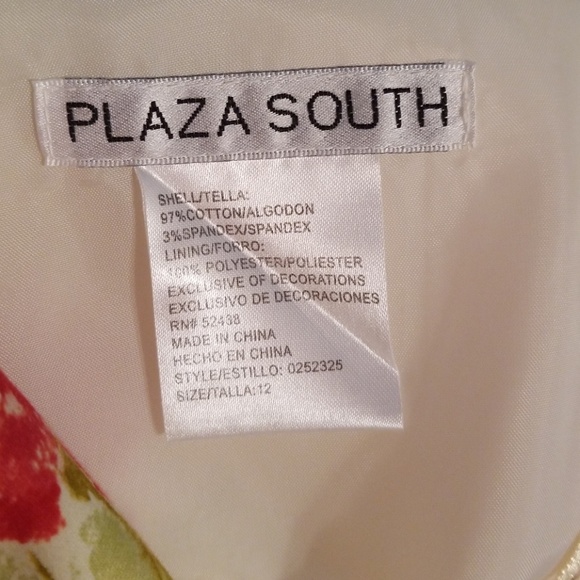 PLAZA SOUTH
SHELL/TELLA:
97%COTTON/ALGODON
3%SPANDEX/SPANDEX
LINING/FORRO:
100% POLYESTER/POLIESTER
EXCLUSIVE OF DECORATIONS
EXCLUSIVO DE DECORACIONES
RN# 52438
MADE IN CHINA
HECHO EN CHINA
STYLE/ESTILLO: 0252325
SIZE/TALLA:12